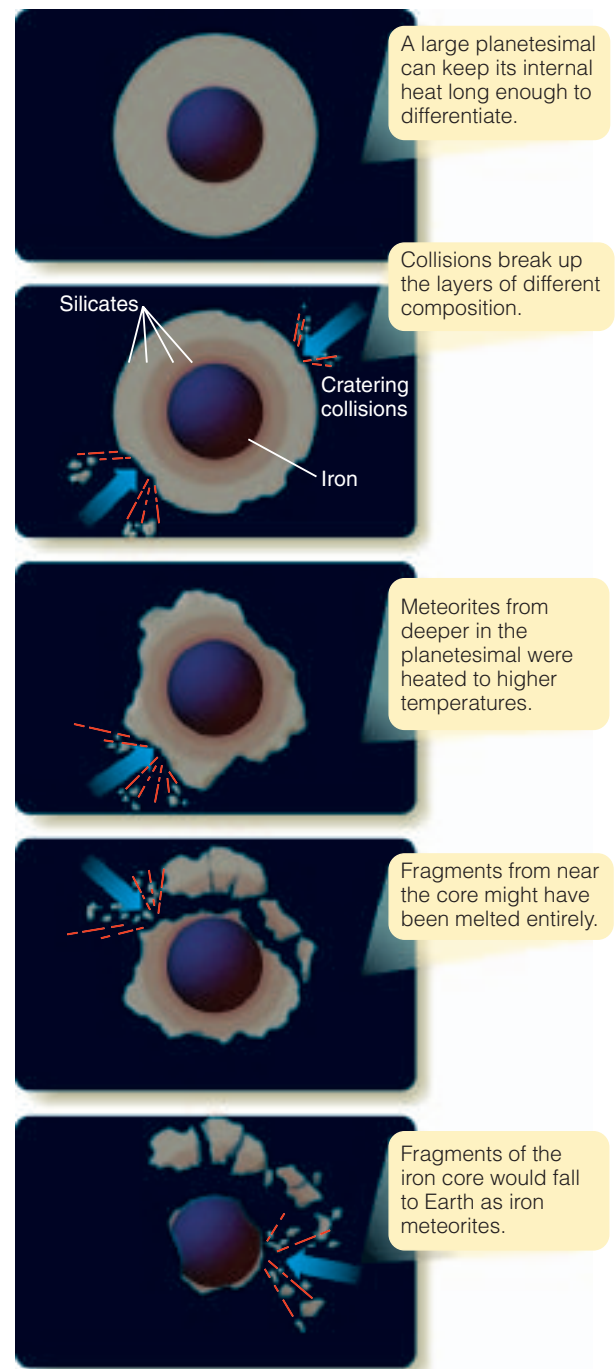 A large planetesimal
can keep its internal
heat long enough to
differentiate.
Collisions break up
the layers of different
composition.
Silicates
Cratering
collisions
Iron
Meteorites from
deeper in the
planetesimal were
heated to higher
temperatures.
Fragments from near
the core might have
been melted entirely.
Fragments of the
iron core would fall
to Earth as iron
meteorites.